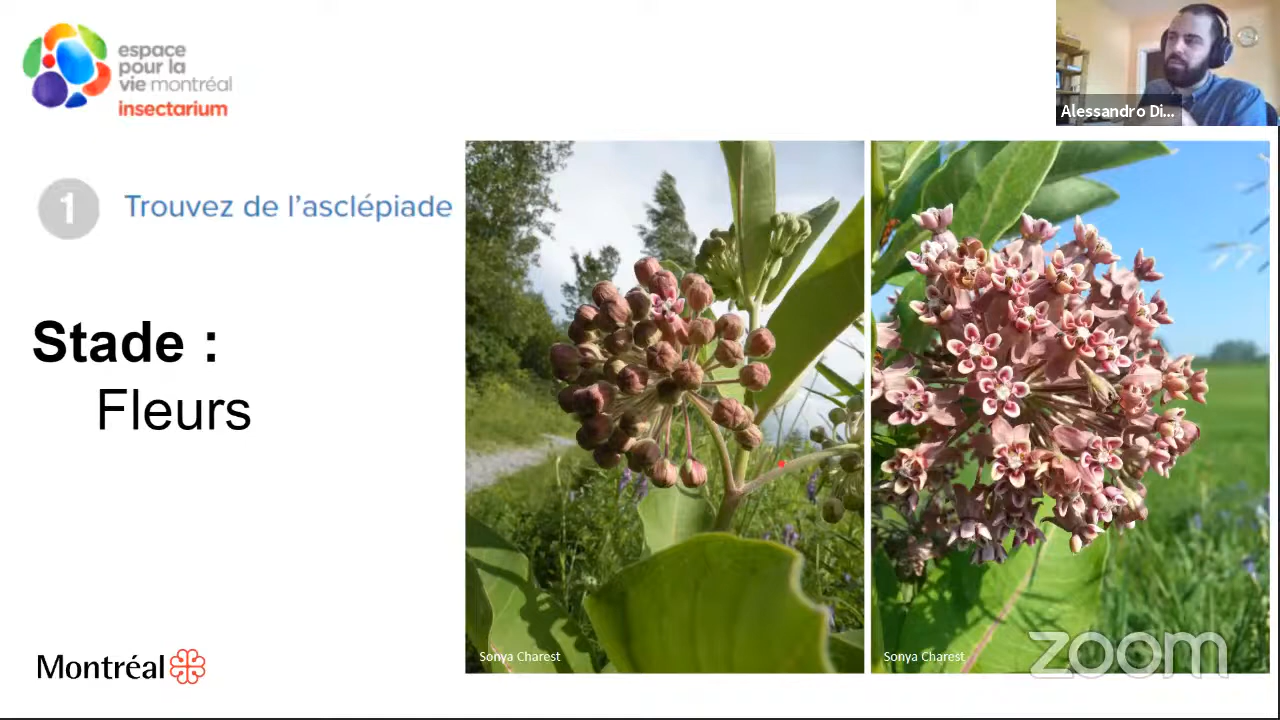 espace
pour la
vie montréal
insectarium
Alessandro Di...
1 Trouvez de l'asclépiade
Stade :
Fleurs
Sonya Charest
Sonya Charest
zoom
Montréal